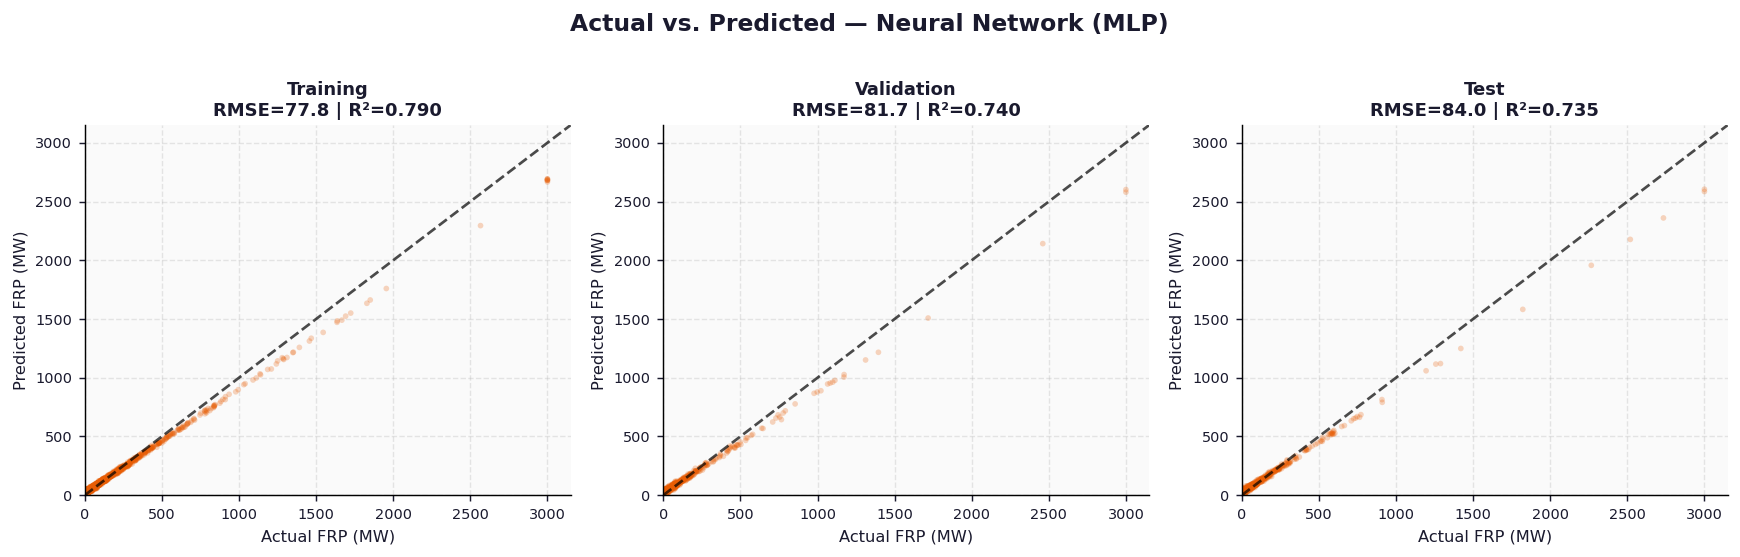 Actual vs. Predicted — Neural Network (MLP)
Training
RMSE=77.8 | R²=0.790
3000
2500
2000
1500
1000
500
0
Predicted FRP (MW)
0 500 1000 1500 2000 2500 3000
Actual FRP (MW)
Validation
RMSE=81.7 | R²=0.740
3000
2500
2000
1500
1000
500
0
Predicted FRP (MW)
0 500 1000 1500 2000 2500 3000
Actual FRP (MW)
Test
RMSE=84.0 | R²=0.735
3000
2500
2000
1500
1000
500
0
Predicted FRP (MW)
0 500 1000 1500 2000 2500 3000
Actual FRP (MW)